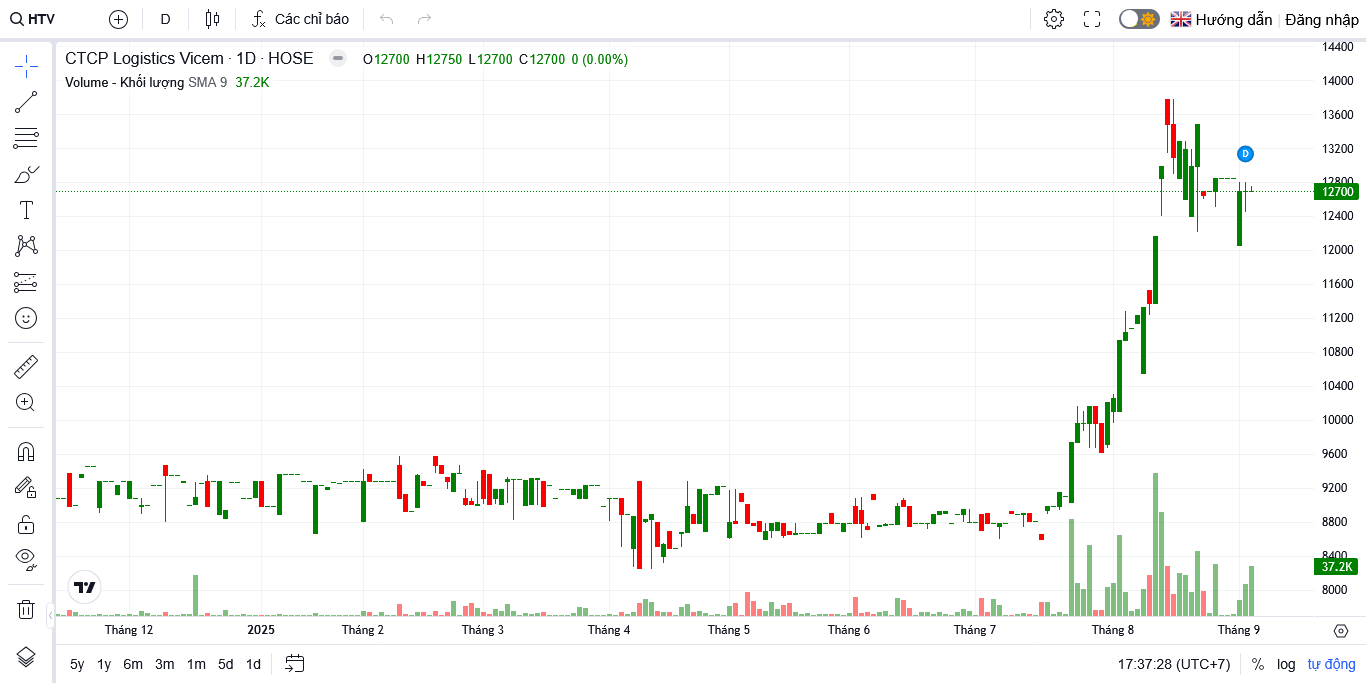 HTV D Các chỉ báo Hướng dẫn Đăng nhập
CTCP Logistics Vicem · 1D · HOSE O12700 H12750 L12700 C12700 0 (0.00%)
Volume - Khối lượng SMA 9 37.2K
14400
14000
13600
13200
D
12800
12700
12400
12000
11600
11200
10800
10400
10000
9600
9200
8800
8400
37.2K
8000
Tháng 12 2025 Tháng 2 Tháng 3 Tháng 4 Tháng 5 Tháng 6 Tháng 7 Tháng 8 Tháng 9
5y 1y 6m 3m 1m 5d 1d 17:37:28 (UTC+7) % log tự động